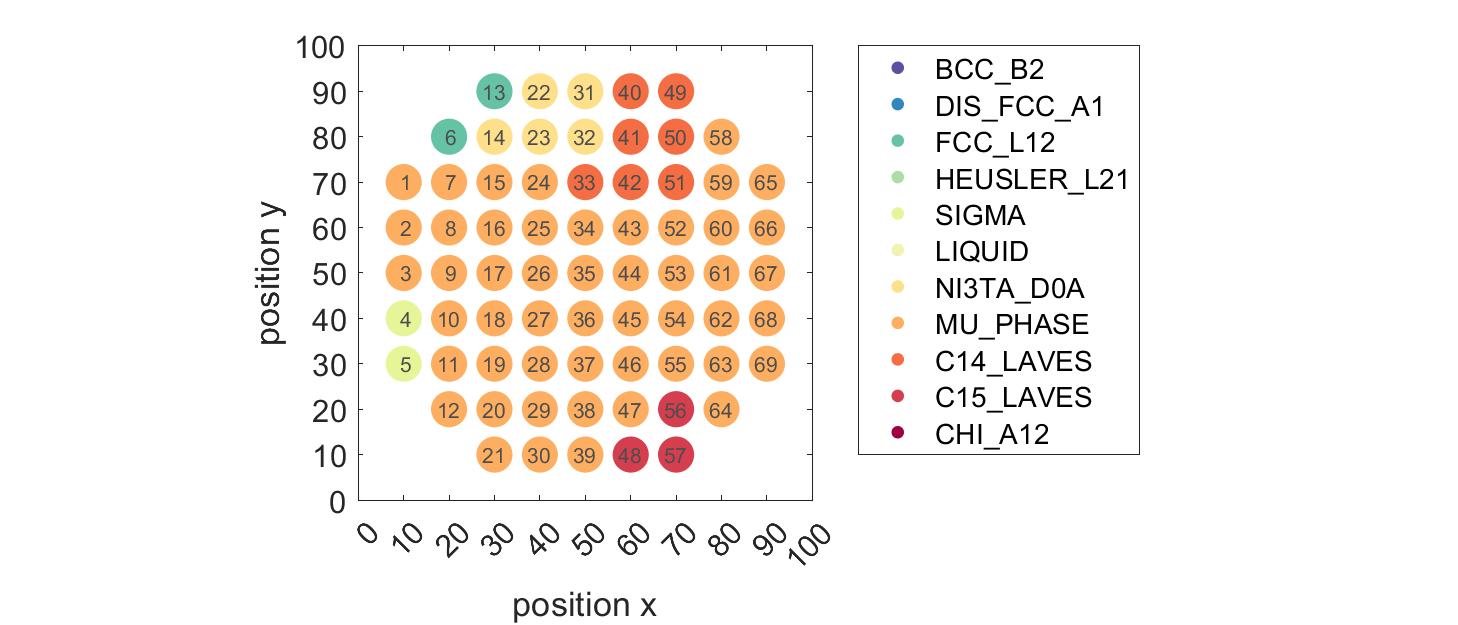 100
90
80
70
60
50
40
30
20
10
0
position y
13 22 31 40 49
6 14 23 32 41 50 58
1 7 15 24 33 42 51 59 65
2 8 16 25 34 43 52 60 66
3 9 17 26 35 44 53 61 67
4 10 18 27 36 45 54 62 68
5 11 19 28 37 46 55 63 69
12 20 29 38 47 56 64
21 30 39 48 57
0 10 20 30 40 50 60 70 80 90 100
position x
BCC_B2
DIS_FCC_A1
FCC_L12
HEUSLER_L21
SIGMA
LIQUID
NI3TA_D0A
MU_PHASE
C14_LAVES
C15_LAVES
CHI_A12